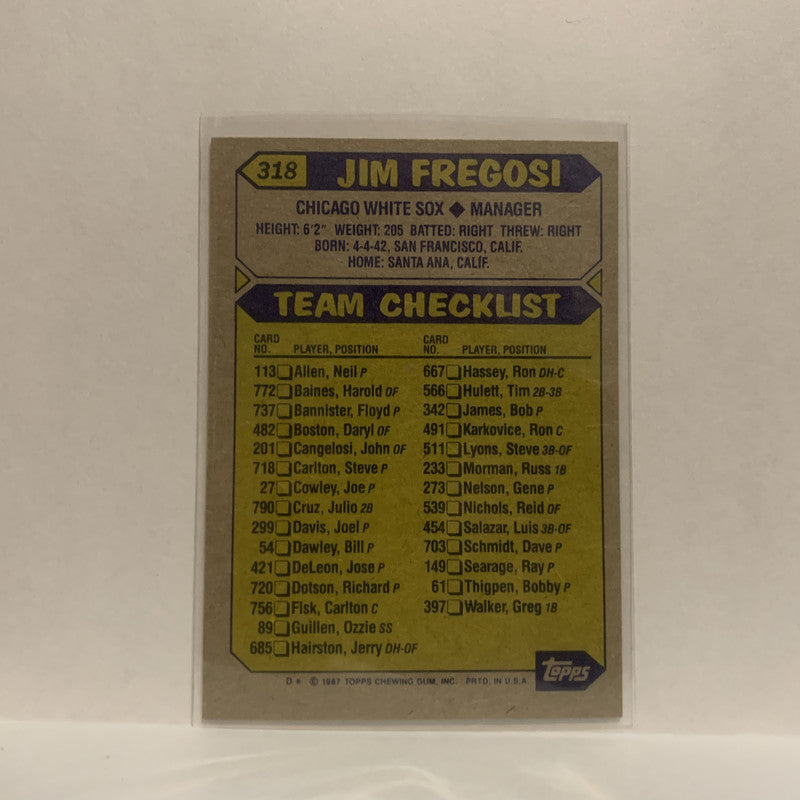 318 JIM FREGOSI
CHICAGO WHITE SOX ◆ MANAGER
HEIGHT: 6'2" WEIGHT: 205 BATTED: RIGHT THREW: RIGHT
BORN: 4-4-42, SAN FRANCISCO, CALIF.
HOME: SANTA ANA, CALIF.
TEAM CHECKLIST
CARD NO. PLAYER, POSITION
113 Allen, Neil P
772 Baines, Harold OF
737 Bannister, Floyd P
482 Boston, Daryl OF
201 Cangelosi, John OF
718 Carlton, Steve P
27 Cowley, Joe P
790 Cruz, Julio 2B
299 Davis, Joel P
54 Dawley, Bill P
421 DeLeon, Jose P
720 Dotson, Richard P
756 Fisk, Carlton C
89 Guillen, Ozzie SS
685 Hairston, Jerry DH-OF
CARD NO. PLAYER, POSITION
667 Hassey, Ron DH-C
566 Hulett, Tim 2B-3B
342 James, Bob P
491 Karkovice, Ron C
511 Lyons, Steve 3B-OF
233 Morman, Russ 1B
273 Nelson, Gene P
539 Nichols, Reid OF
454 Salazar, Luis 3B-OF
703 Schmidt, Dave P
149 Searage, Ray P
61 Thigpen, Bobby P
397 Walker, Greg 1B
topps
D * © 1987 TOPPS CHEWING GUM, INC. PRTD. IN U.S.A.